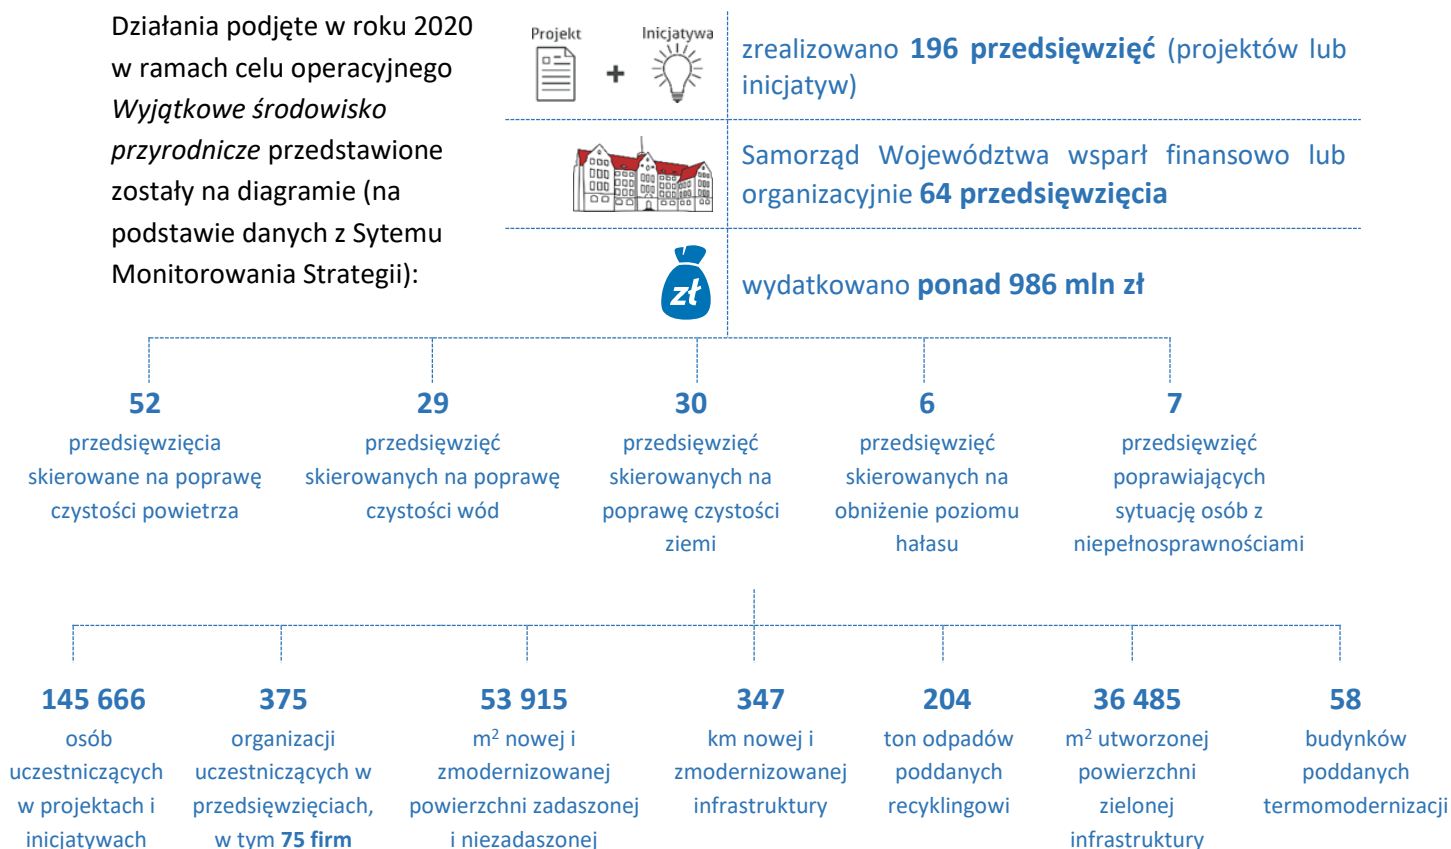 Działania podjęte w roku 2020
w ramach celu operacyjnego
Wyjątkowe środowisko
przyrodnicze przedstawione
zostały na diagramie (na
podstawie danych z Sytemu
Monitorowania Strategii):
Projekt
+
Inicjatywa
zrealizowano 196 przedsięwzięć (projektów lub
inicjatyw)
Samorząd Województwa wsparł finansowo lub
organizacyjnie 64 przedsięwzięcia
zł
wydatkowano ponad 986 mln zł
52
przedsięwzięcia
skierowane na poprawę
czystości powietrza
29
przedsięwzięć
skierowanych na poprawę
czystości wód
30
przedsięwzięć
skierowanych na
poprawę czystości
ziemi
6
przedsięwzięć
skierowanych na
obniżenie poziomu
hałasu
7
przedsięwzięć
poprawiających
sytuację osób z
niepełnosprawnościami
145 666
osób
uczestniczących
w projektach i
inicjatywach
375
organizacji
uczestniczących w
przedsięwzięciach,
w tym 75 firm
53 915
m² nowej i
zmodernizowanej
powierzchni zadaszonej
i niezadaszonej
347
km nowej i
zmodernizowanej
infrastruktury
204
ton odpadów
poddanych
recyklingowi
36 485
m² utworzonej
powierzchni
zielonej
infrastruktury
58
budynków
poddanych
termomodernizacji